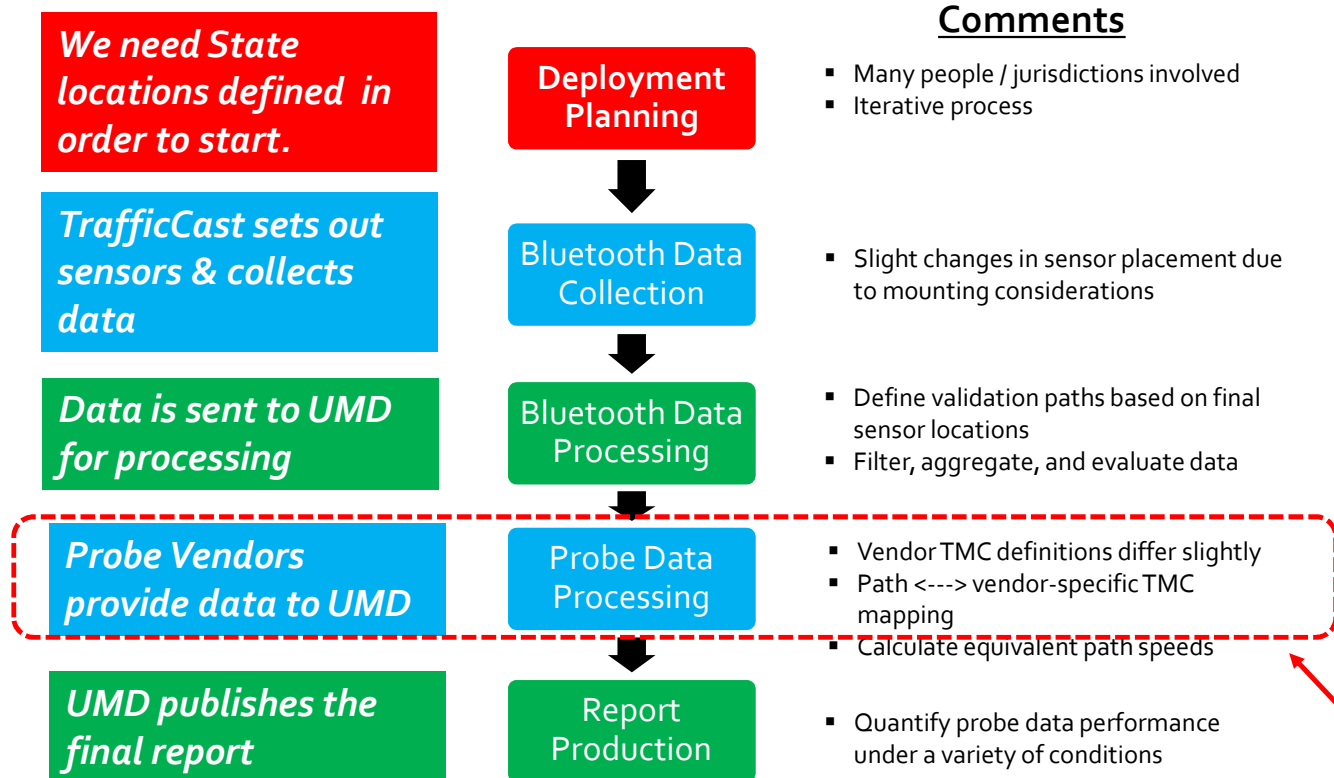 Comments
We need State
locations defined in
order to start.
Deployment
Planning
▪ Many people / jurisdictions involved
▪ Iterative process
TrafficCast sets out
sensors & collects
data
Bluetooth Data
Collection
▪ Slight changes in sensor placement due
to mounting considerations
Data is sent to UMD
for processing
Bluetooth Data
Processing
▪ Define validation paths based on final
sensor locations
▪ Filter, aggregate, and evaluate data
Probe Vendors
provide data to UMD
Probe Data
Processing
▪ Vendor TMC definitions differ slightly
▪ Path <---> vendor-specific TMC
mapping
▪ Calculate equivalent path speeds
UMD publishes the
final report
Report
Production
▪ Quantify probe data performance
under a variety of conditions